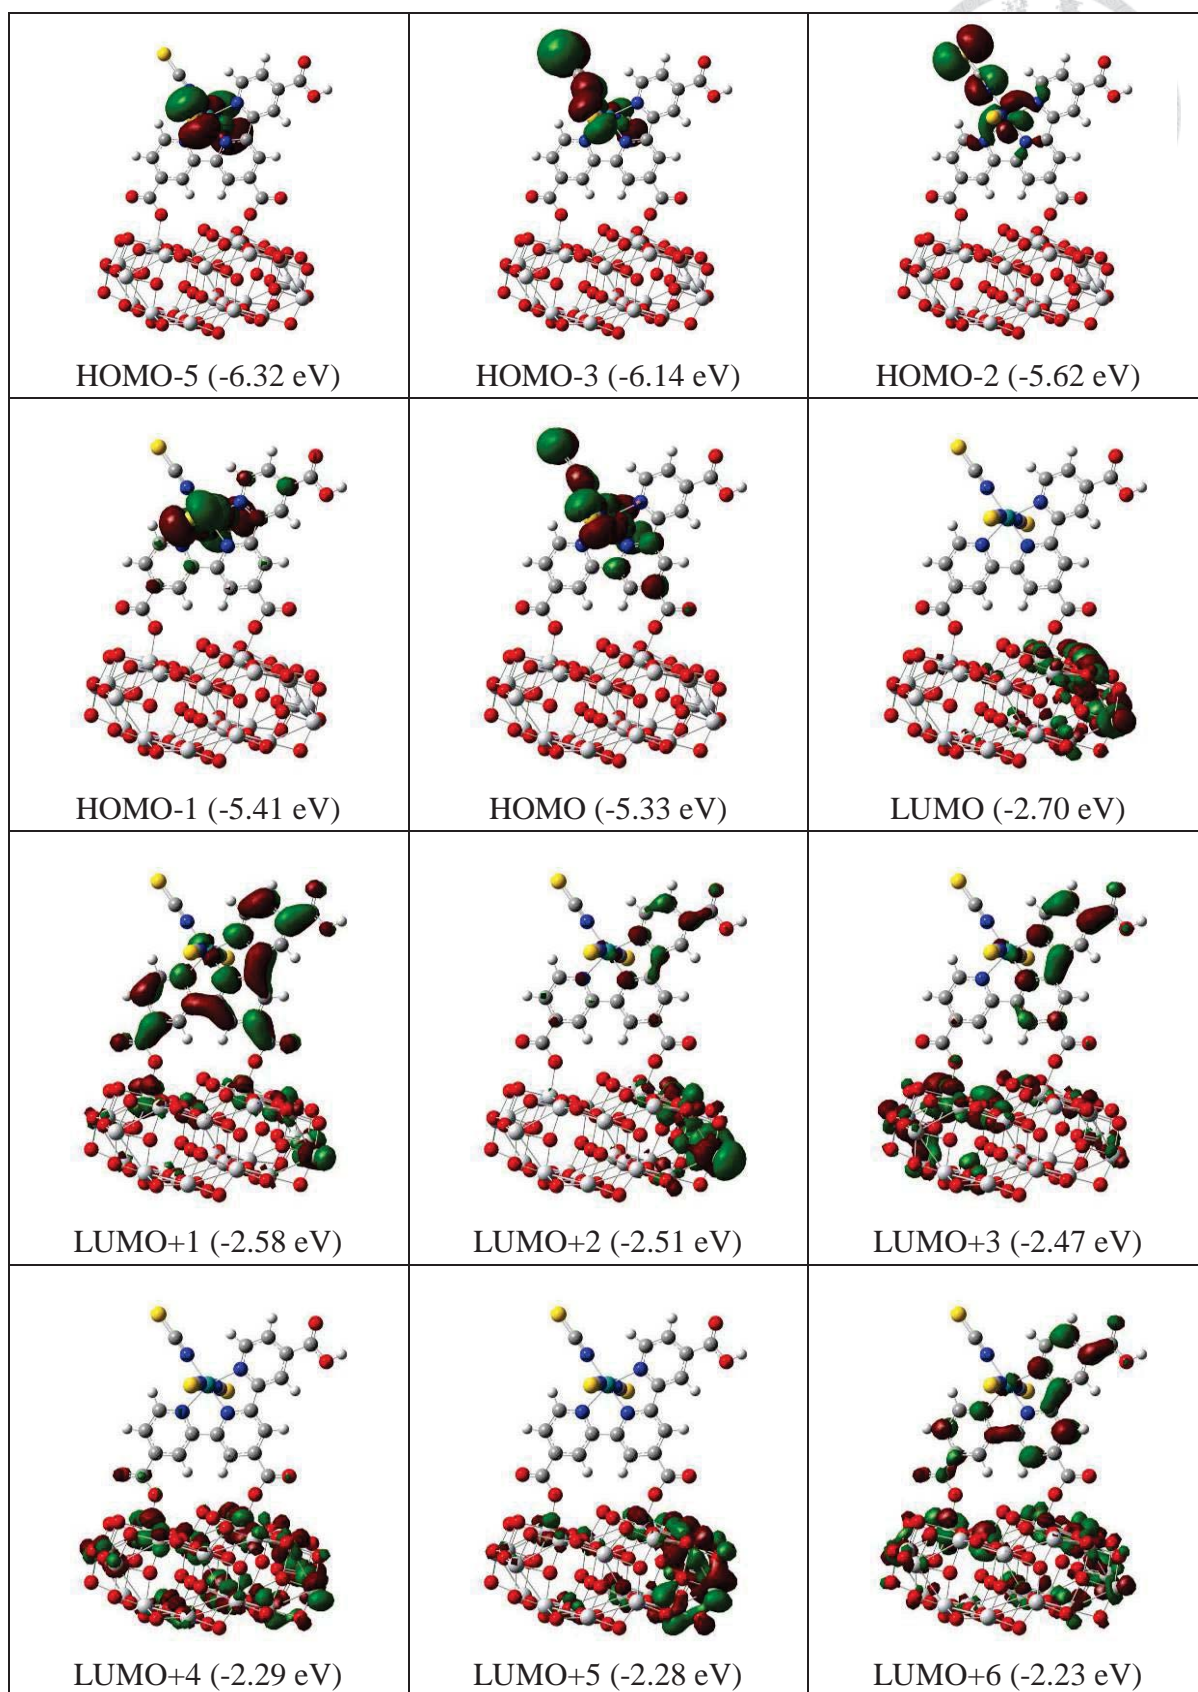 HOMO-5 (-6.32 eV)
HOMO-3 (-6.14 eV)
HOMO-2 (-5.62 eV)
HOMO-1 (-5.41 eV)
HOMO (-5.33 eV)
LUMO (-2.70 eV)
LUMO+1 (-2.58 eV)
LUMO+2 (-2.51 eV)
LUMO+3 (-2.47 eV)
LUMO+4 (-2.29 eV)
LUMO+5 (-2.28 eV)
LUMO+6 (-2.23 eV)